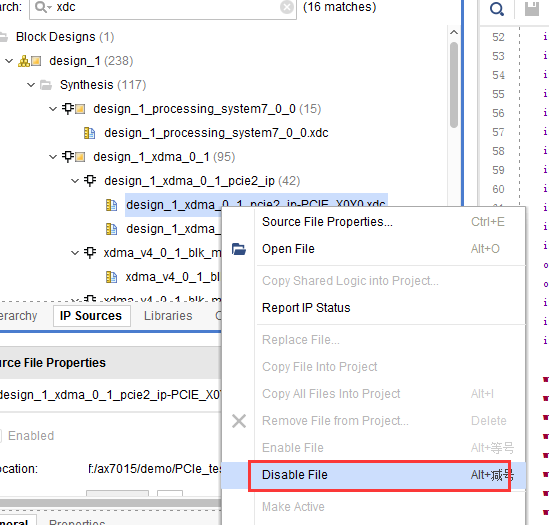 arch: xdc (16 matches)
Block Designs (1)
design_1 (238)
Synthesis (117)
design_1_processing_system7_0_0 (15)
design_1_processing_system7_0_0.xdc
design_1_xdma_0_1 (95)
design_1_xdma_0_1_pcie2_ip (42)
design_1_xdma_0_1_pcie2_ip-PCIE_X0Y0.xdc
design_1_xdma_0_
xdma_v4_0_1_blk_m
xdma_v4_0_1_bl
xdma_v4_0_1_blk_m
erarchy IP Sources Libraries C
urce File Properties
design_1_xdma_0_1_pcie2_ip-PCIE_X0Y
Enabled
ocation: f:/ax7015/demo/PCIe_tes
eneral Properties
Source File Properties... Ctrl+E
Open File Alt+O
Copy Shared Logic into Project...
Report IP Status
Replace File...
Copy File Into Project
Copy All Files Into Project Alt+I
Remove File from Project... Delete
Enable File Alt+等号
Disable File Alt+减号
Make Active
52
53
54
55
56
57
58
59
60